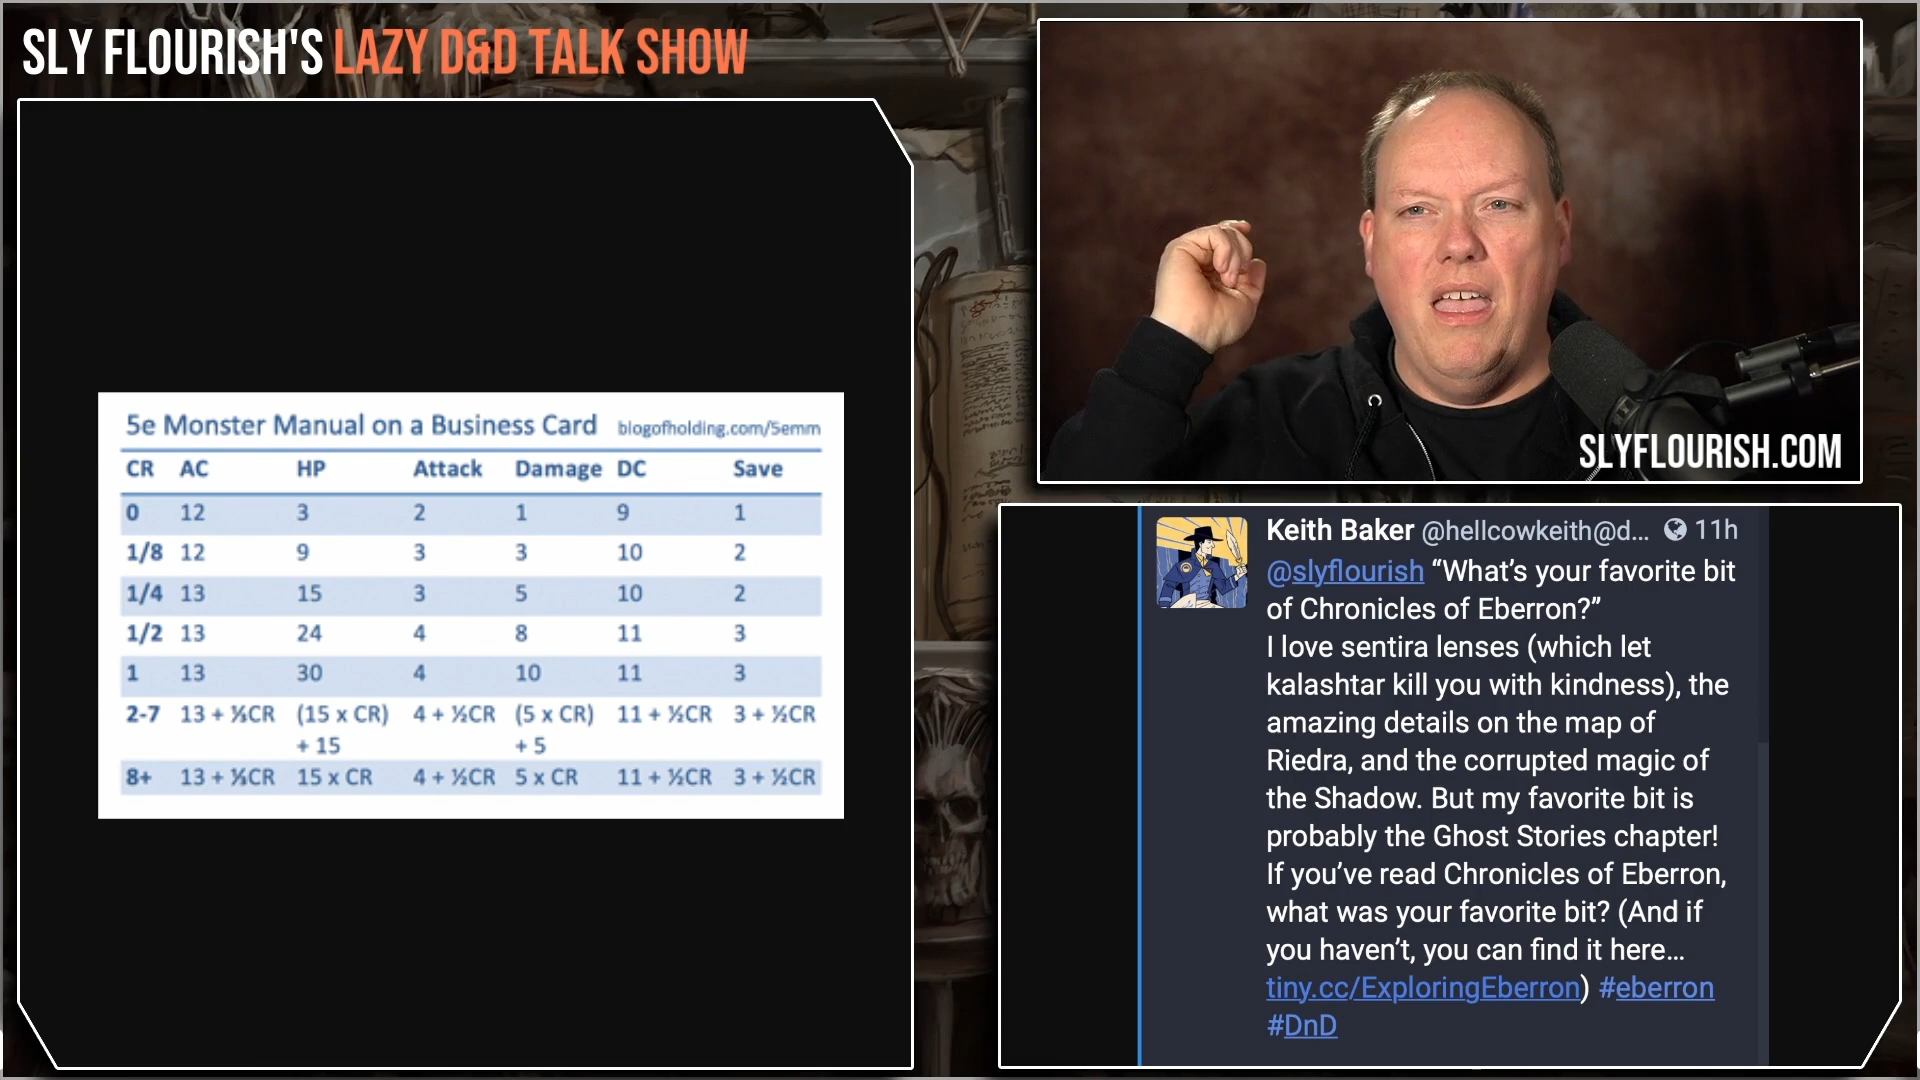 SLY FLOURISH'S LAZY D&D TALK SHOW
5e Monster Manual on a Business Card blogofholding.com/5emm
CR AC HP Attack Damage DC Save
0 12 3 2 1 9 1
1/8 12 9 3 3 10 2
1/4 13 15 3 5 10 2
1/2 13 24 4 8 11 3
1 13 30 4 10 11 3
2-7 13 + ⅓CR (15 x CR) + 15 4 + ½CR (5 x CR) + 5 11 + ½CR 3 + ½CR
8+ 13 + ⅓CR 15 x CR 4 + ½CR 5 x CR 11 + ½CR 3 + ½CR
SLYFLOURISH.COM
Keith Baker @hellcowkeith@d... 11h
@slyflourish “What’s your favorite bit
of Chronicles of Eberron?”
I love sentira lenses (which let
kalashtar kill you with kindness), the
amazing details on the map of
Riedra, and the corrupted magic of
the Shadow. But my favorite bit is
probably the Ghost Stories chapter!
If you’ve read Chronicles of Eberron,
what was your favorite bit? (And if
you haven’t, you can find it here…
tiny.cc/ExploringEberron) #eberron
#DnD